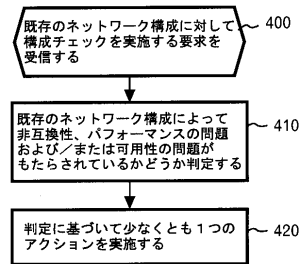 既存のネットワーク構成に対して
構成チェックを実施する要求を
受信する
400
既存のネットワーク構成によって
非互換性、パフォーマンスの問題
および／または可用性の問題が
もたらされているかどうか判定する
410
判定に基づいて少なくとも１つの
アクションを実施する
420